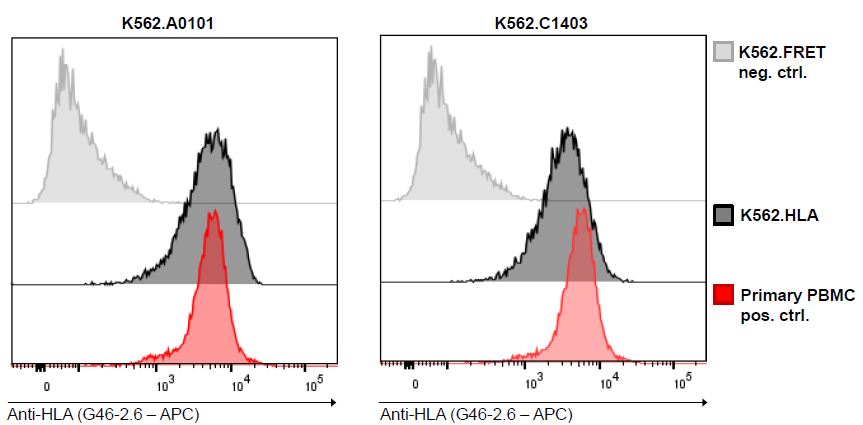 K562.A0101
K562.C1403
K562.FRET
neg. ctrl.
K562.HLA
Primary PBMC
pos. ctrl.
0 10³ 10⁴ 10⁵
0 10³ 10⁴ 10⁵
Anti-HLA (G46-2.6 – APC)
Anti-HLA (G46-2.6 – APC)